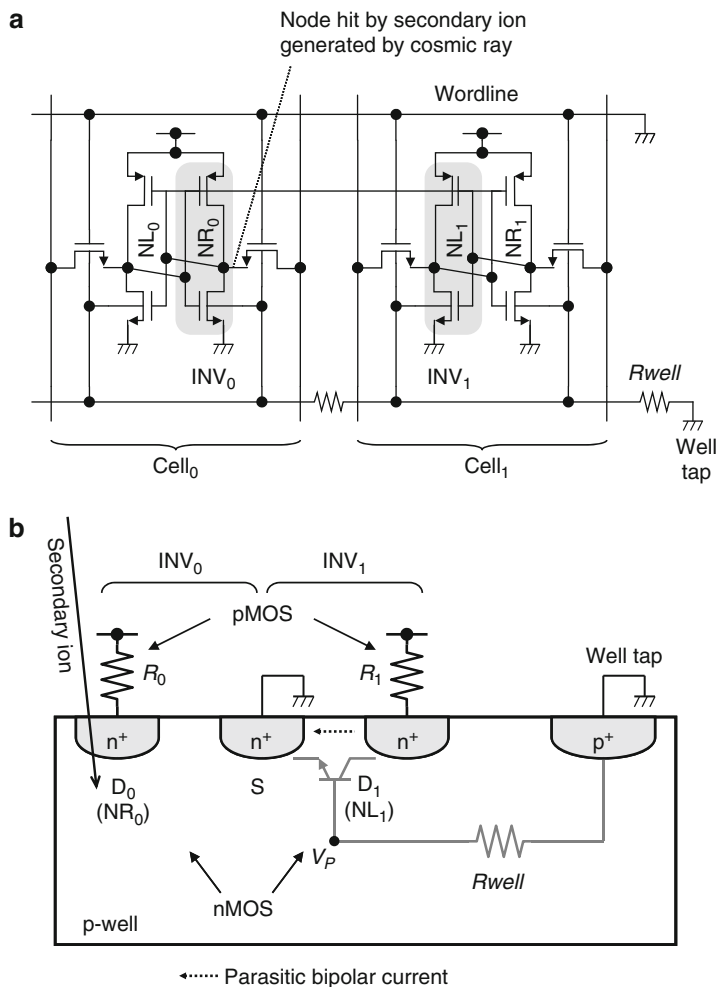 a
Node hit by secondary ion
generated by cosmic ray
Wordline
NL0
NR0
NL1
NR1
INV0
INV1
Rwell
Cell0
Cell1
Well
tap
b
Secondary ion
INV0
INV1
pMOS
R0
R1
Well tap
n+
n+
n+
p+
D0
(NR0)
S
D1
(NL1)
VP
Rwell
nMOS
p-well
Parasitic bipolar current